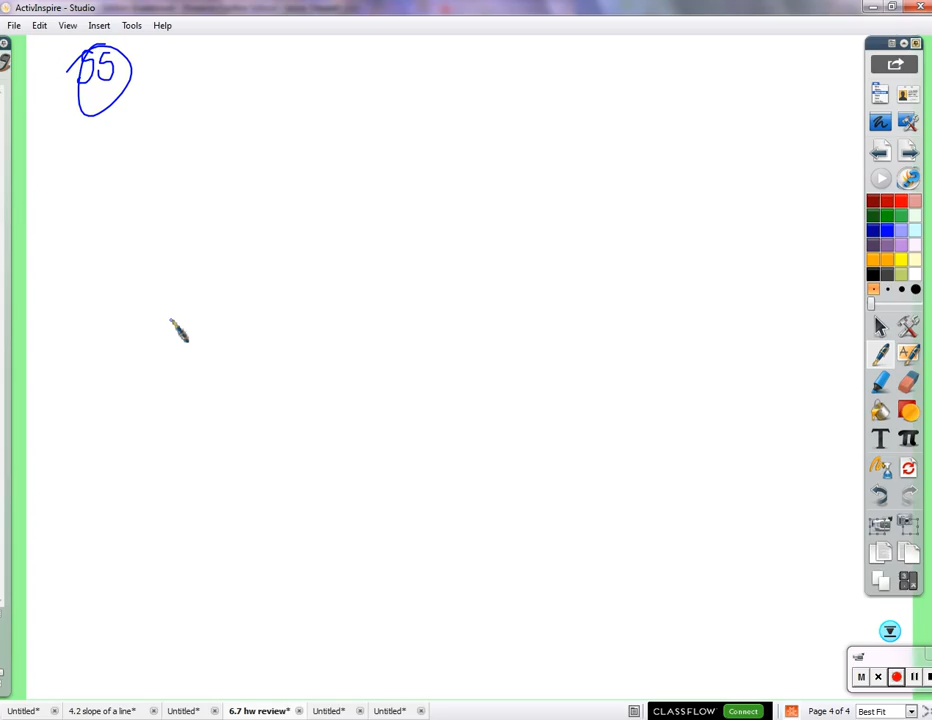 ActivInspire - Studio
File Edit View Insert Tools Help
55
M
Untitled* 4.2 slope of a line* Untitled* 6.7 hw review* Untitled* Untitled* CLASSFLOW Connect Page 4 of 4 Best Fit